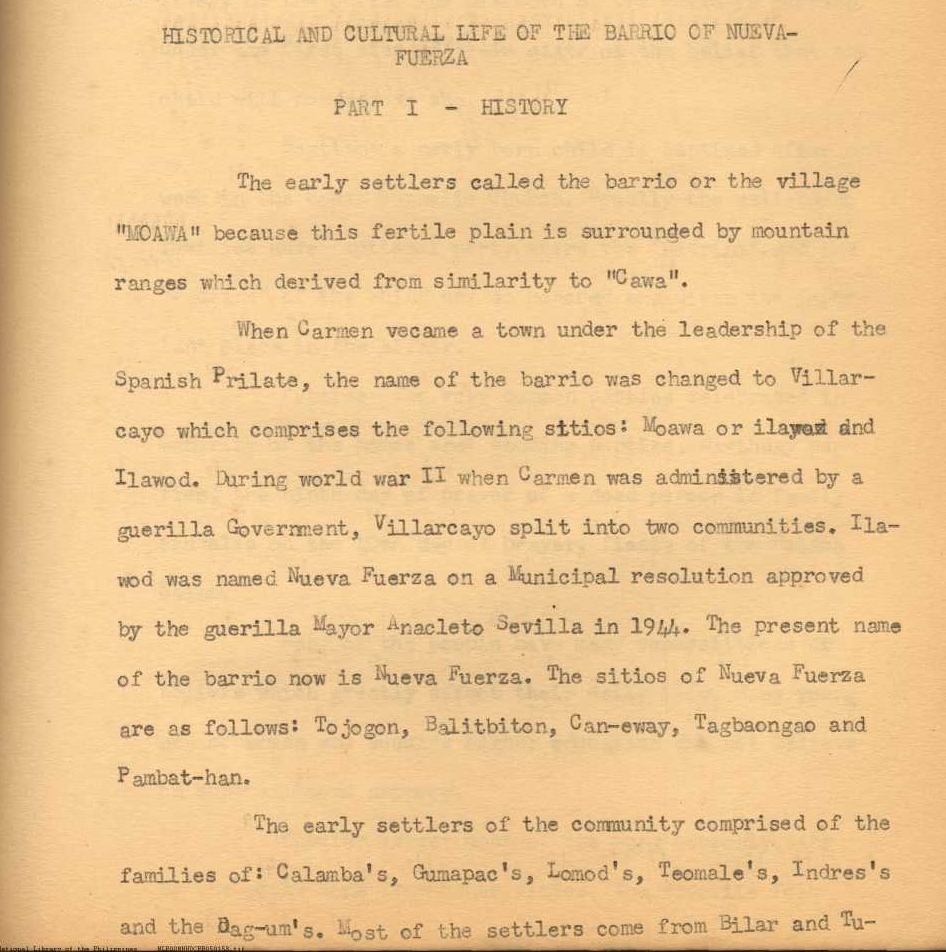 HISTORICAL AND CULTURAL LIFE OF THE BARRIO OF NUEVA-
FUERZA
PART I - HISTORY
The early settlers called the barrio or the village
"MOAWA" because this fertile plain is surrounded by mountain
ranges which derived from similarity to "Cawa".
When Carmen vecame a town under the leadership of the
Spanish Prilate, the name of the barrio was changed to Villar-
cayo which comprises the following sitios: Moawa or and
Ilawod. During world war II when Carmen was administered by a
guerilla Government, Villarcayo split into two communities. Ila-
wod was named Nueva Fuerza on a Municipal resolution approved
by the guerilla Mayor Anacleto Sevilla in 1944. The present name
of the barrio now is Nueva Fuerza. The sitios of Nueva Fuerza
are as follows: Tojogon, Balitbiton, Can-eway, Tagbaongao and
Pambat-han.
The early settlers of the community comprised of the
families of: Calamba's, Gumapac's, Lomod's, Teomale's, Indres's
and the Dag-um's. Most of the settlers come from Bilar and Tu-
National Library of the Philippines